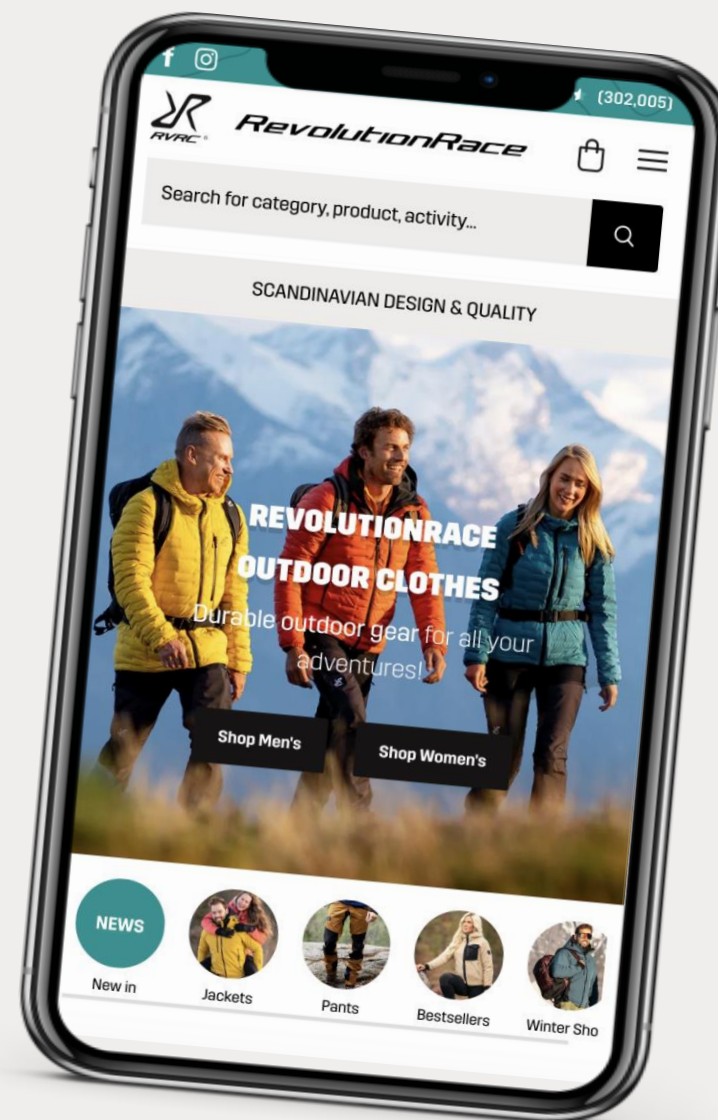 (302,005)
RVRC
RevolutionRace
Search for category, product, activity...
SCANDINAVIAN DESIGN & QUALITY
REVOLUTIONRACE
OUTDOOR CLOTHES
Durable outdoor gear for all your
adventures!
Shop Men's
Shop Women's
NEWS
New in
Jackets
Pants
Bestsellers
Winter Sho